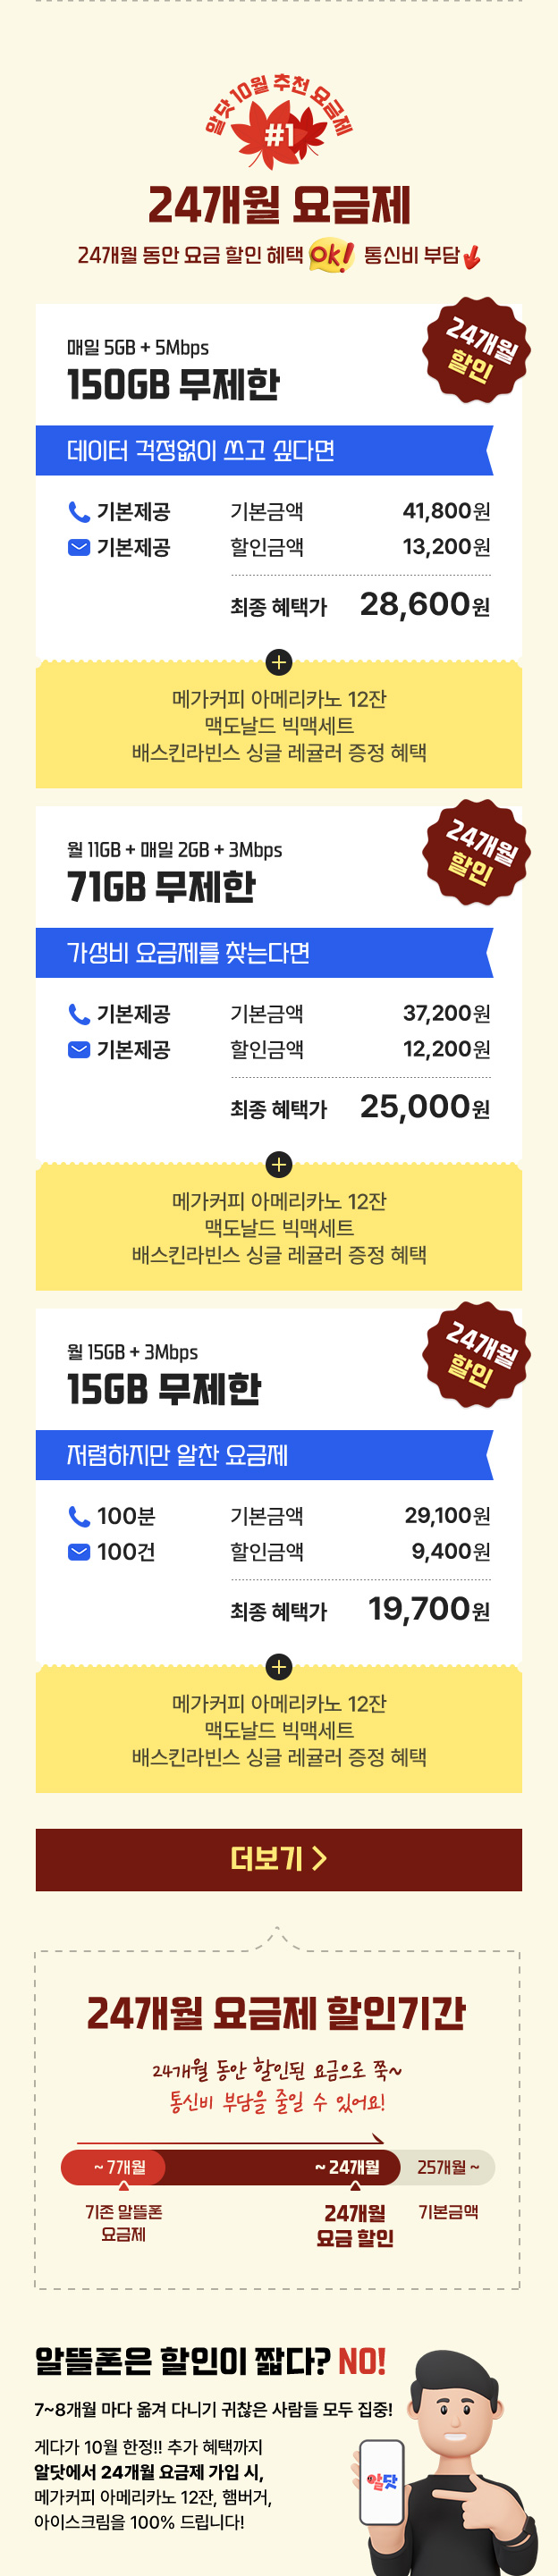 알닷 10월 추천 요금제
#1
24개월 요금제
24개월 동안 요금 할인 혜택 Ok! 통신비 부담
24개월
할인
매일 5GB + 5Mbps
150GB 무제한
데이터 걱정없이 쓰고 싶다면
기본제공 기본금액 41,800원
기본제공 할인금액 13,200원
최종 혜택가 28,600원
+
메가커피 아메리카노 12잔
맥도날드 빅맥세트
배스킨라빈스 싱글 레귤러 증정 혜택
24개월
할인
월 11GB + 매일 2GB + 3Mbps
71GB 무제한
가성비 요금제를 찾는다면
기본제공 기본금액 37,200원
기본제공 할인금액 12,200원
최종 혜택가 25,000원
+
메가커피 아메리카노 12잔
맥도날드 빅맥세트
배스킨라빈스 싱글 레귤러 증정 혜택
24개월
할인
월 15GB + 3Mbps
15GB 무제한
저렴하지만 알찬 요금제
100분 기본금액 29,100원
100건 할인금액 9,400원
최종 혜택가 19,700원
+
메가커피 아메리카노 12잔
맥도날드 빅맥세트
배스킨라빈스 싱글 레귤러 증정 혜택
더보기 >
24개월 요금제 할인기간
24개월 동안 할인된 요금으로 쭉~
통신비 부담을 줄일 수 있어요!
~ 7개월 ~ 24개월 25개월 ~
기존 알뜰폰 24개월 기본금액
요금제 요금 할인
알뜰폰은 할인이 짧다? NO!
7~8개월 마다 옮겨 다니기 귀찮은 사람들 모두 집중!
게다가 10월 한정!! 추가 혜택까지
알닷에서 24개월 요금제 가입 시,
메가커피 아메리카노 12잔, 햄버거,
아이스크림을 100% 드립니다!
알닷